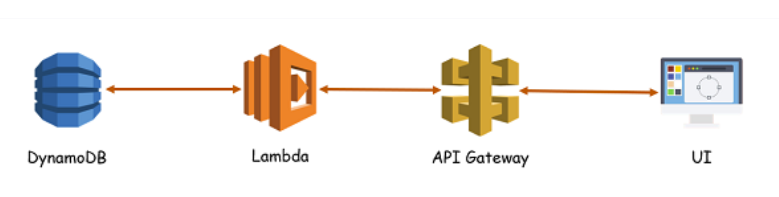 DynamoDB
Lambda
API Gateway
UI